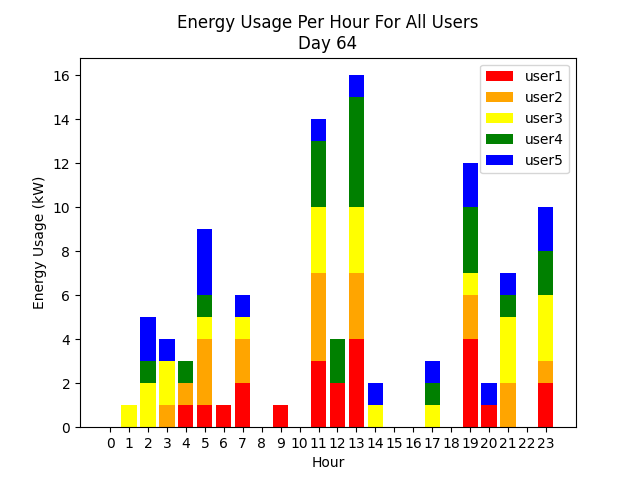 Energy Usage Per Hour For All Users
Day 64
user1
user2
user3
user4
user5
Energy Usage (kW)
16
14
12
10
8
6
4
2
0
0 1 2 3 4 5 6 7 8 9 10 11 12 13 14 15 16 17 18 19 20 21 22 23
Hour